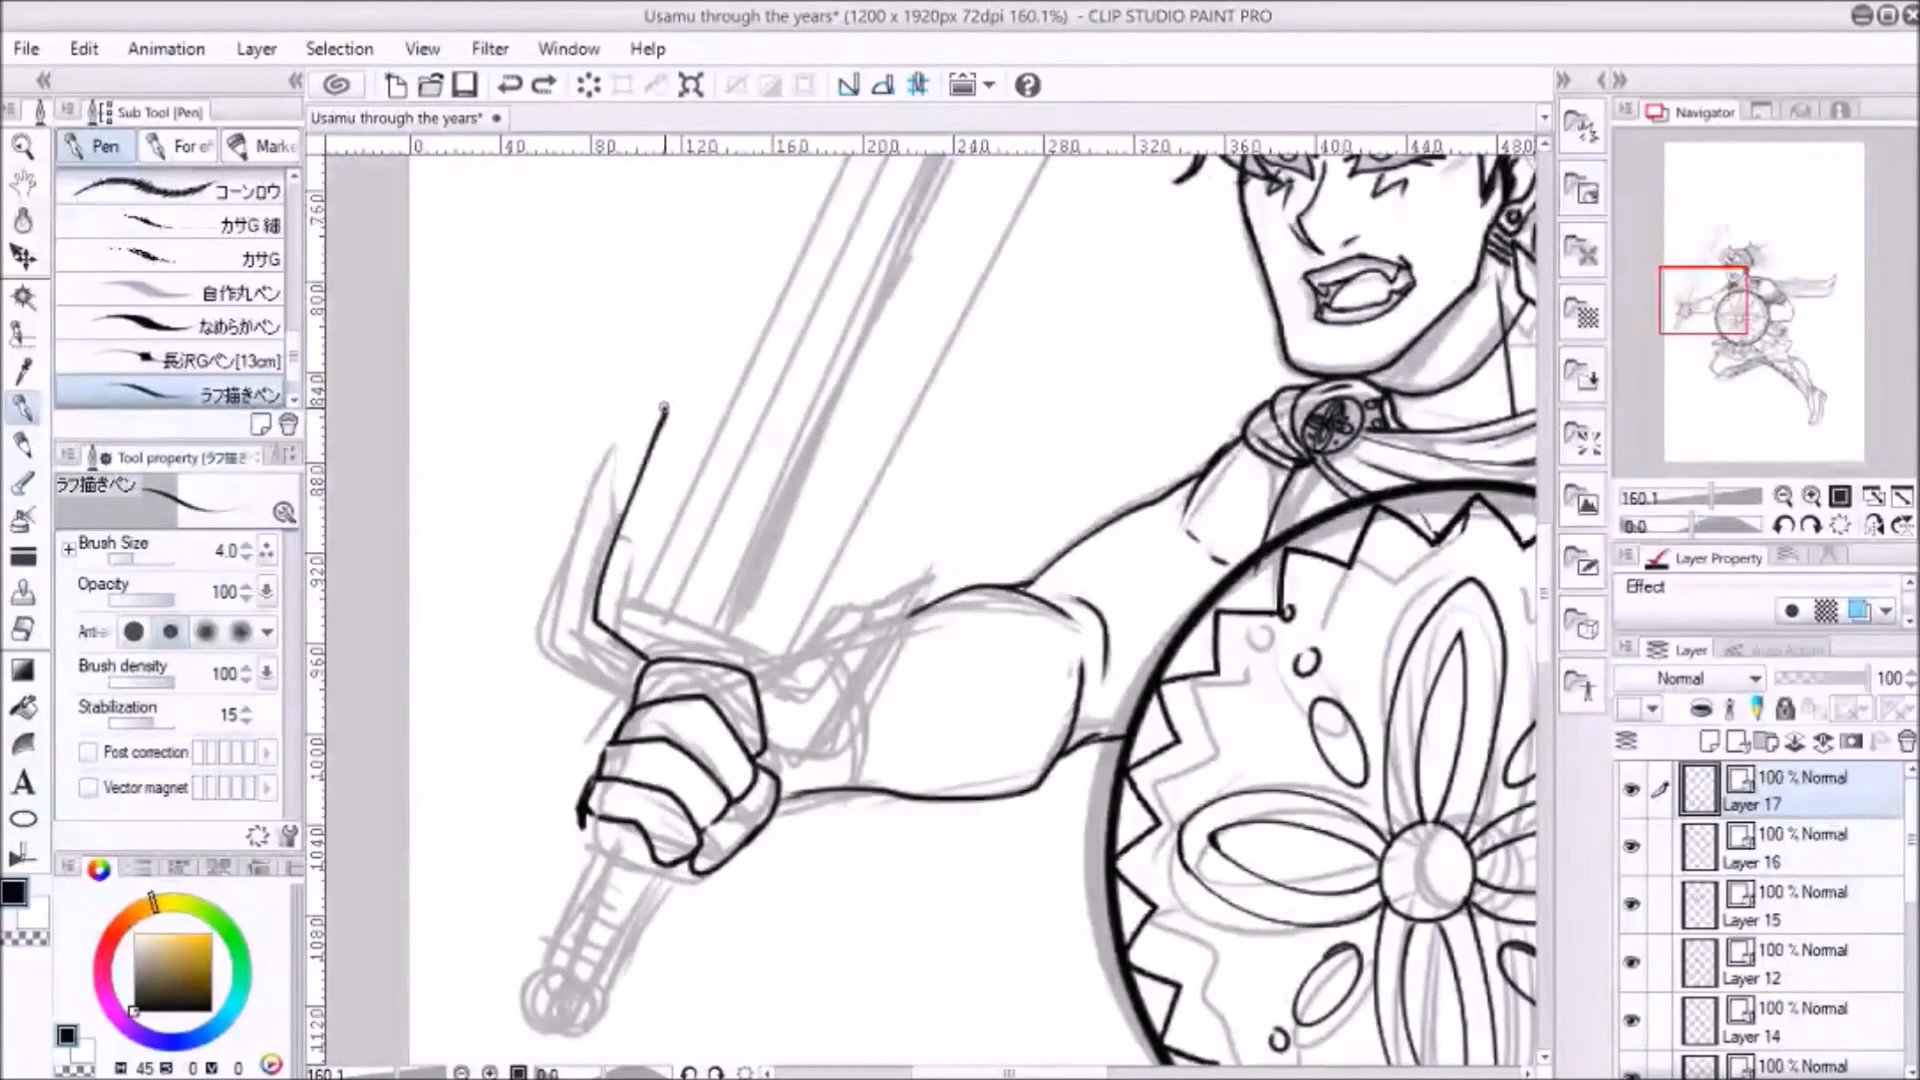 Usamu through the years* (1200 x 1920px 72dpi 160.1%) - CLIP STUDIO PAINT PRO
File Edit Animation Layer Selection View Filter Window Help
Sub Tool [Pen]
Usamu through the years*
Navigator
Pen For ef Marke
0 40 80 120 160 200 240 280 320 360 400 440 480
コーンロウ
カサG 細
カサG
自作丸ペン
なめらかペン
長沢Gペン[13cm]
ラフ描きペン
Tool property [ラフ描きペ
ラフ描きペン
Brush Size 4.0
Opacity 100
Brush density 100
Stabilization 15
Post correction
Vector magnet
H 45 S 0 V 0
760
800
840
880
920
960
1000
1040
1080
1120
160.1 0.0
160.1
0.0
Layer Property
Effect
Layer Auto Action
Normal 100
100 % Normal
Layer 17
100 % Normal
Layer 16
100 % Normal
Layer 15
100 % Normal
Layer 12
100 % Normal
Layer 14
100 % Normal